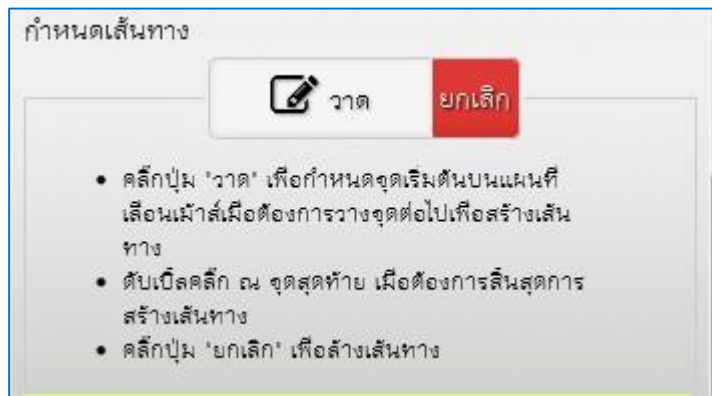 กำหนดเส้นทาง
วาด ยกเลิก
• คลิ๊กปุ่ม "วาด" เพื่อกำหนดจุดเริ่มต้นบนแผนที่
เลื่อนเม้าส์เมื่อต้องการวางจุดต่อไปเพื่อสร้างเส้น
ทาง
• ดับเบิ้ลคลิ๊ก ณ จุดสุดท้าย เมื่อต้องการสิ้นสุดการ
สร้างเส้นทาง
• คลิ๊กปุ่ม "ยกเลิก" เพื่อล้างเส้นทาง